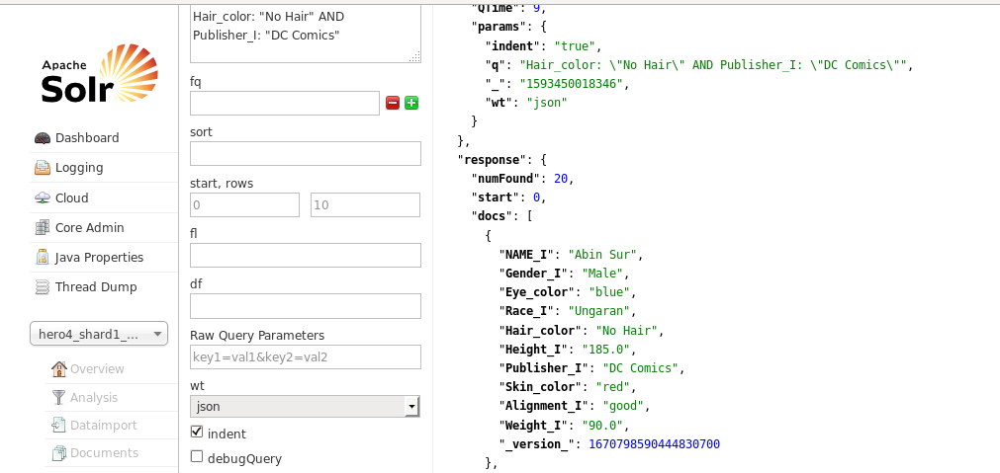 Apache
Solr
Dashboard
Logging
Cloud
Core Admin
Java Properties
Thread Dump
hero4_shard1_...
Overview
Analysis
Dataimport
Documents
Hair_color: "No Hair" AND
Publisher_I: "DC Comics"
fq
sort
start, rows
0
10
fl
df
Raw Query Parameters
key1=val1&key2=val2
wt
json
indent
debugQuery
"QTime": 9,
"params": {
"indent": "true",
"q": "Hair_color: \"No Hair\" AND Publisher_I: \"DC Comics\"",
"_": "1593450018346",
"wt": "json"
}
},
"response": {
"numFound": 20,
"start": 0,
"docs": [
{
"NAME_I": "Abin Sur",
"Gender_I": "Male",
"Eye_color": "blue",
"Race_I": "Ungaran",
"Hair_color": "No Hair",
"Height_I": "185.0",
"Publisher_I": "DC Comics",
"Skin_color": "red",
"Alignment_I": "good",
"Weight_I": "90.0",
"_version_": 1670798590444830700
},